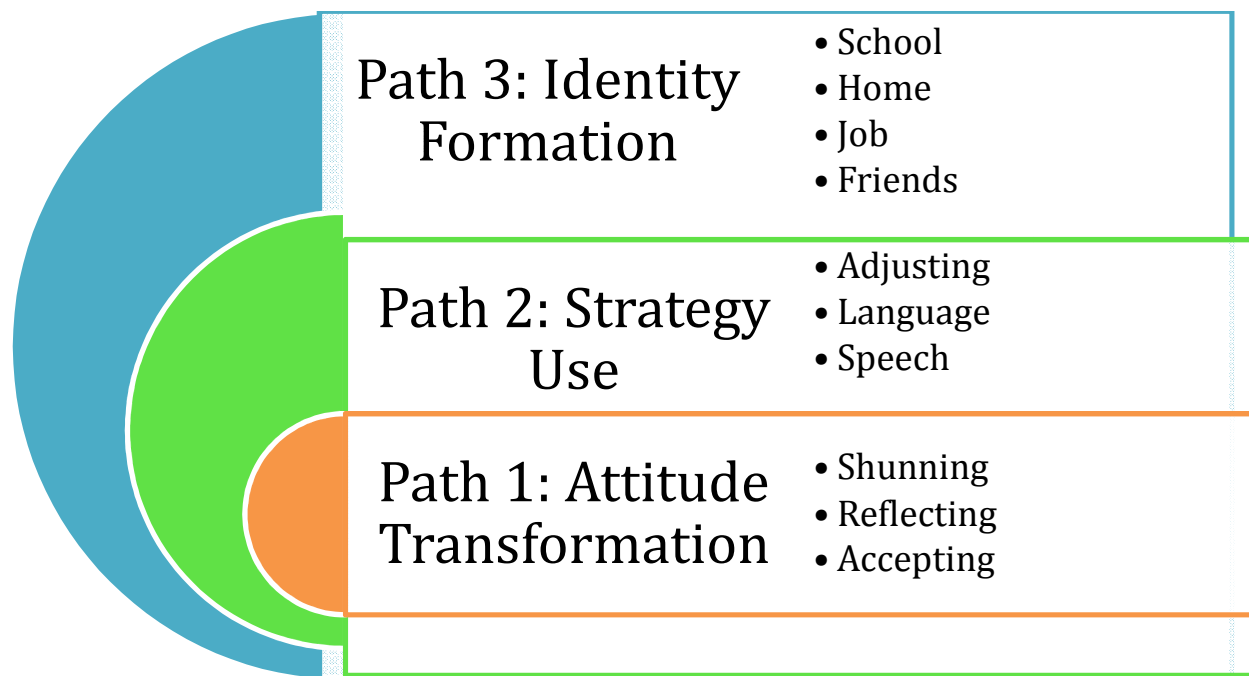 Path 3: Identity
Formation
• School
• Home
• Job
• Friends
Path 2: Strategy
Use
• Adjusting
• Language
• Speech
Path 1: Attitude
Transformation
• Shunning
• Reflecting
• Accepting